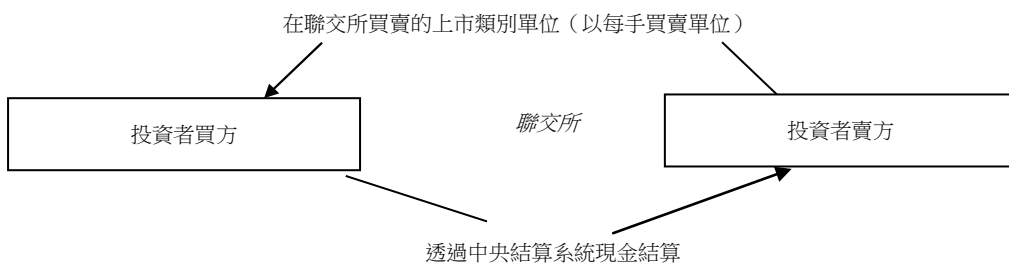 在聯交所買賣的上市類別單位（以每手買賣單位）
投資者買方
聯交所
投資者賣方
透過中央結算系統現金結算